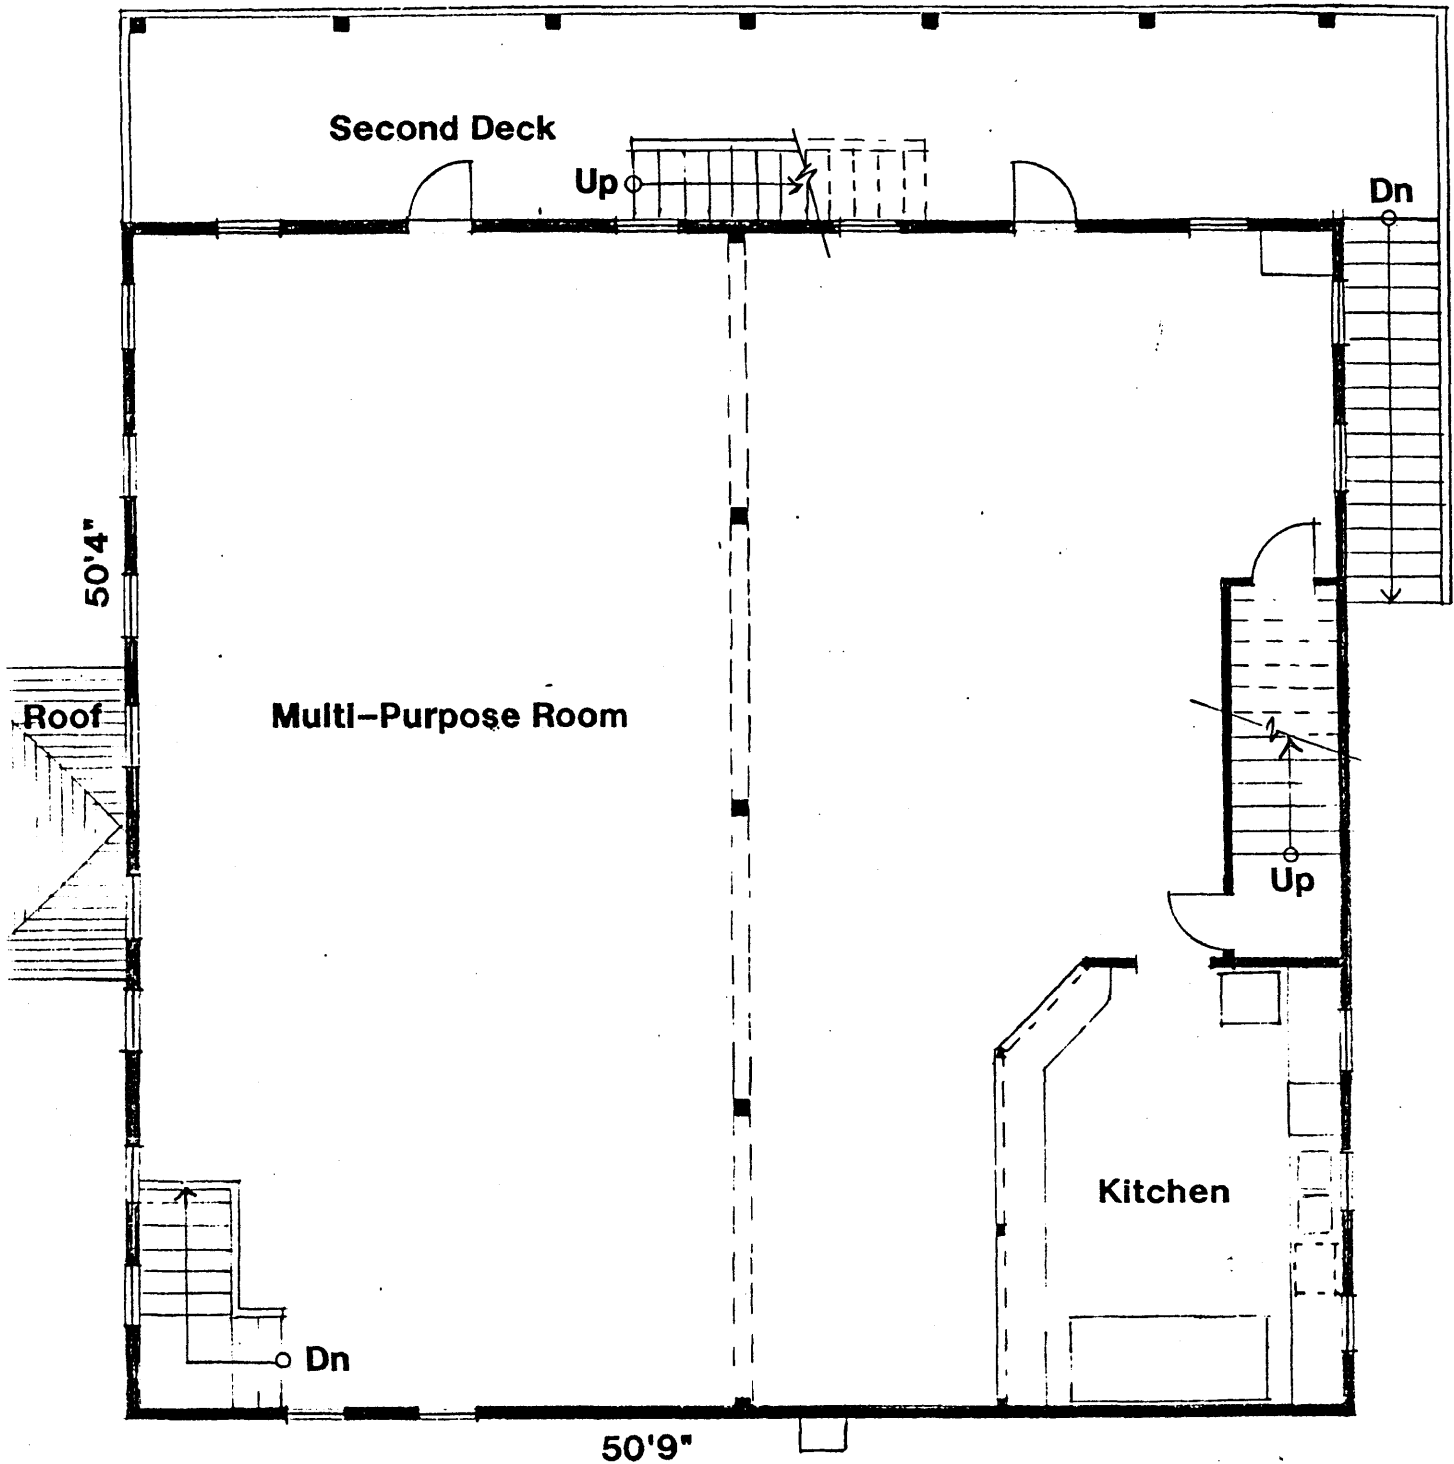 Second Deck
Up
Dn
50'4"
Roof
Multi-Purpose Room
Up
Kitchen
Dn
50'9"